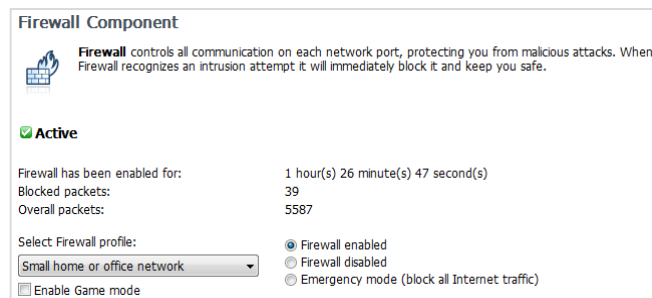 Firewall Component
Firewall controls all communication on each network port, protecting you from malicious attacks. When
Firewall recognizes an intrusion attempt it will immediately block it and keep you safe.
Active
Firewall has been enabled for: 1 hour(s) 26 minute(s) 47 second(s)
Blocked packets: 39
Overall packets: 5587
Select Firewall profile:
Small home or office network
Enable Game mode
Firewall enabled
Firewall disabled
Emergency mode (block all Internet traffic)